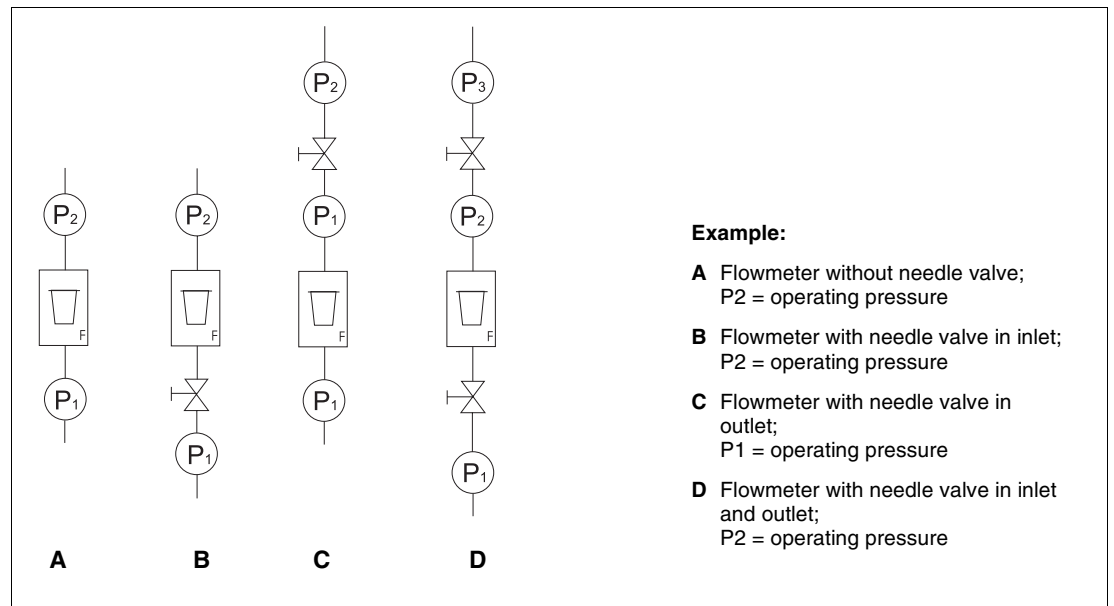 P2
P3
P2
P2
P1
P2
F
F
F
F
P1
P1
P1
P1
A
B
C
D
Example:
A Flowmeter without needle valve;
P2 = operating pressure
B Flowmeter with needle valve in inlet;
P2 = operating pressure
C Flowmeter with needle valve in
outlet;
P1 = operating pressure
D Flowmeter with needle valve in inlet
and outlet;
P2 = operating pressure